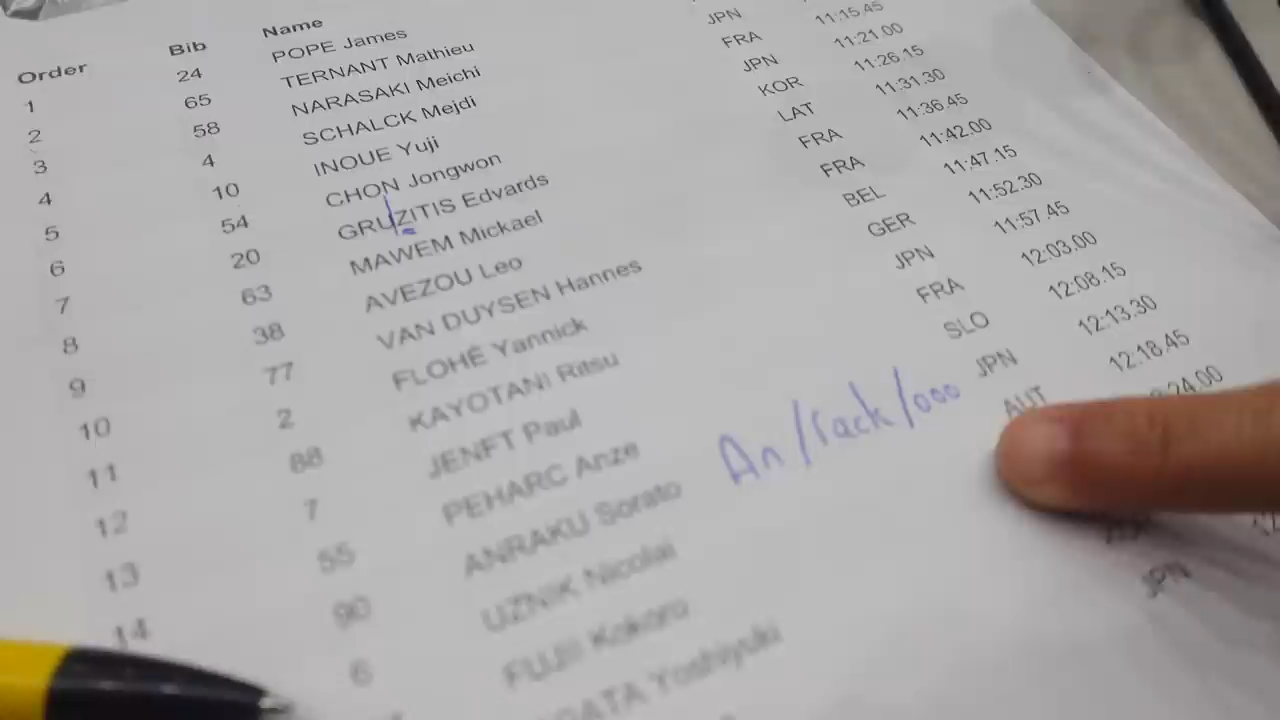 Order Bib Name
1 24 POPE James
2 65 TERNANT Mathieu
3 58 NARASAKI Meichi JPN
4 4 SCHALCK Mejdi FRA 11:15.45
5 10 INOUE Yuji JPN 11:21.00
6 54 CHON Jongwon KOR 11:26.15
7 20 GRUZITIS Edvards LAT 11:31.30
8 63 MAWEM Mickael FRA 11:36.45
9 38 AVEZOU Leo FRA 11:42.00
10 77 VAN DUYSEN Hannes BEL 11:47.15
11 2 FLOHÉ Yannick GER 11:52.30
12 88 KAYOTANI Ritsu JPN 11:57.45
13 7 JENFT Paul FRA 12:03.00
14 55 PEHARC Anze SLO 12:08.15
90 ANRAKU Sorato An/rack/ooo JPN 12:13.30
6 UZNIK Nicolai AUT 12:18.45
FUJII Kokoro 24.00
Yoshiyuki JPN